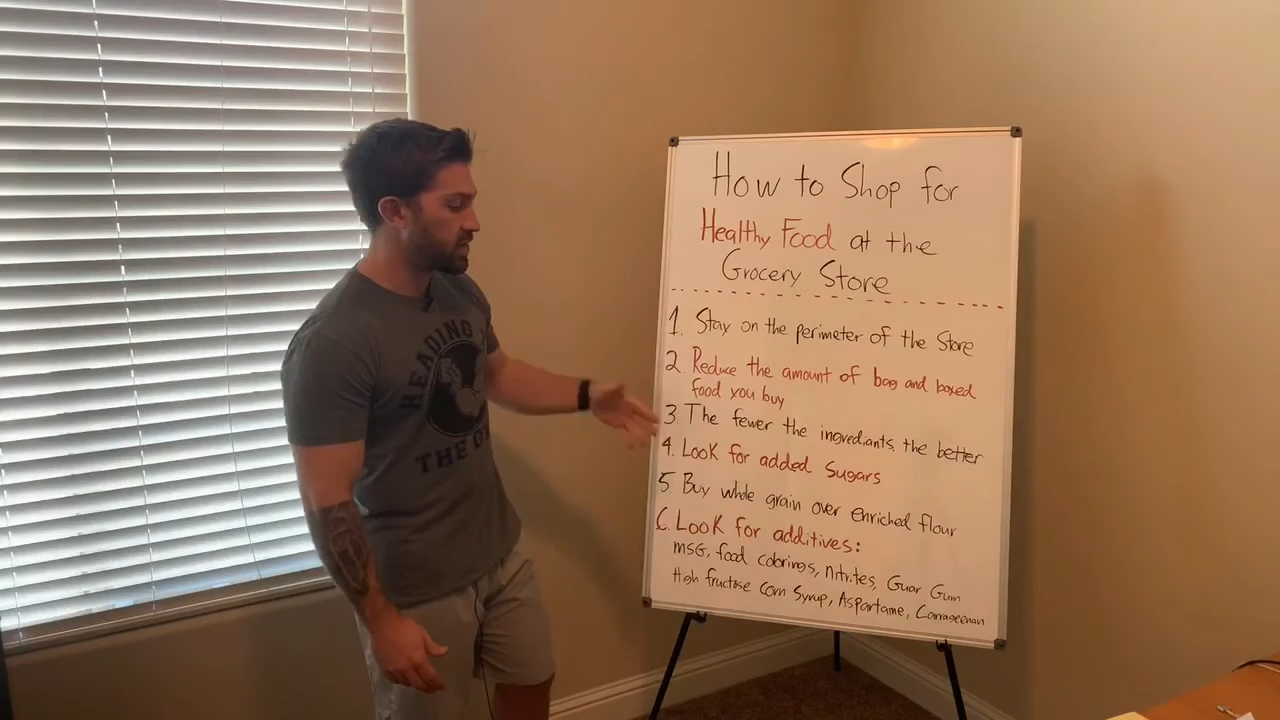 How to Shop for
Healthy Food at the
Grocery Store
1. Stay on the perimeter of the Store
2. Reduce the amount of bag and boxed
food you buy
3. The fewer the ingrediants, the better
4. Look for added Sugars
5. Buy whole grain over enriched flour
6. Look for additives:
MSG, food colorings, nitrites, Guar Gum
High fructose Corn Syrup, Aspartame, Carrageenan
HEADING
THE